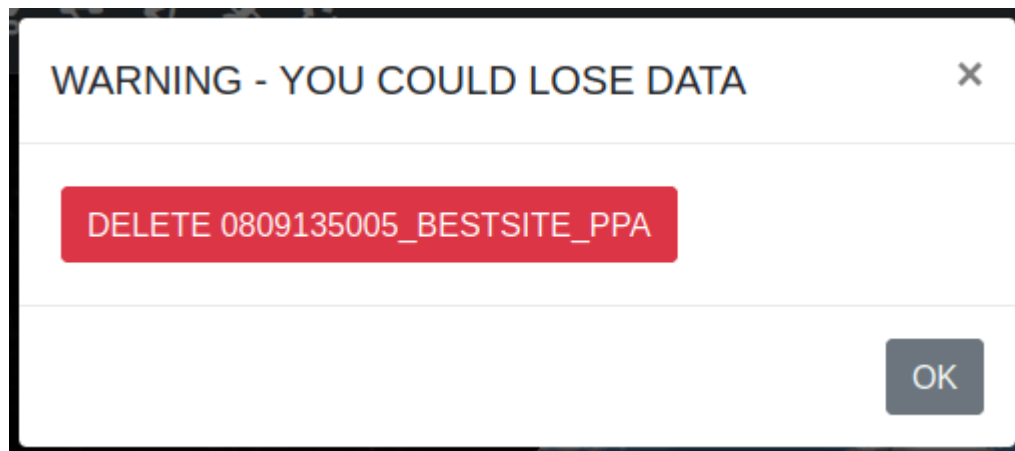 WARNING - YOU COULD LOSE DATA
×
DELETE 0809135005_BESTSITE_PPA
OK